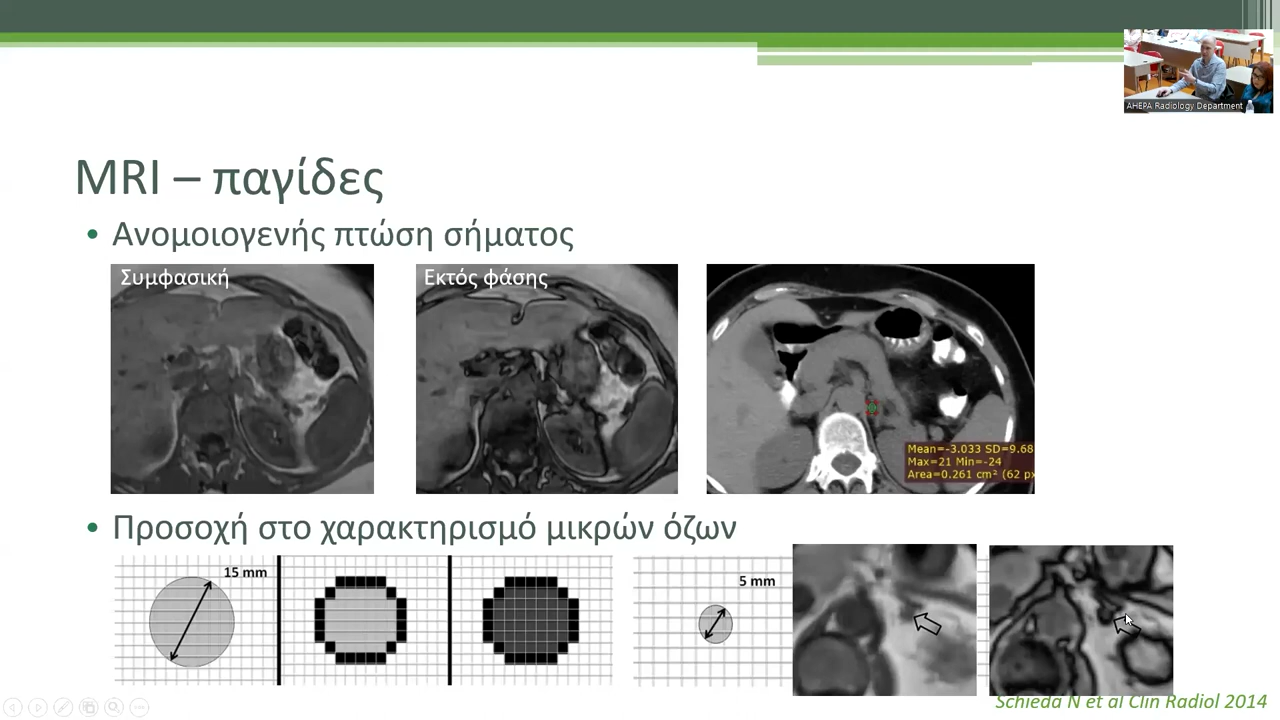 AHEPA Radiology Department
MRI – παγίδες
• Ανομοιογενής πτώση σήματος
Συμφασική
Εκτός φάσης
Mean=-3.033 SD=9.68
Max=21 Min=-24
Area=0.261 cm² (62 px
• Προσοχή στο χαρακτηρισμό μικρών όζων
15 mm
5 mm
Schieda N et al Clin Radiol 2014